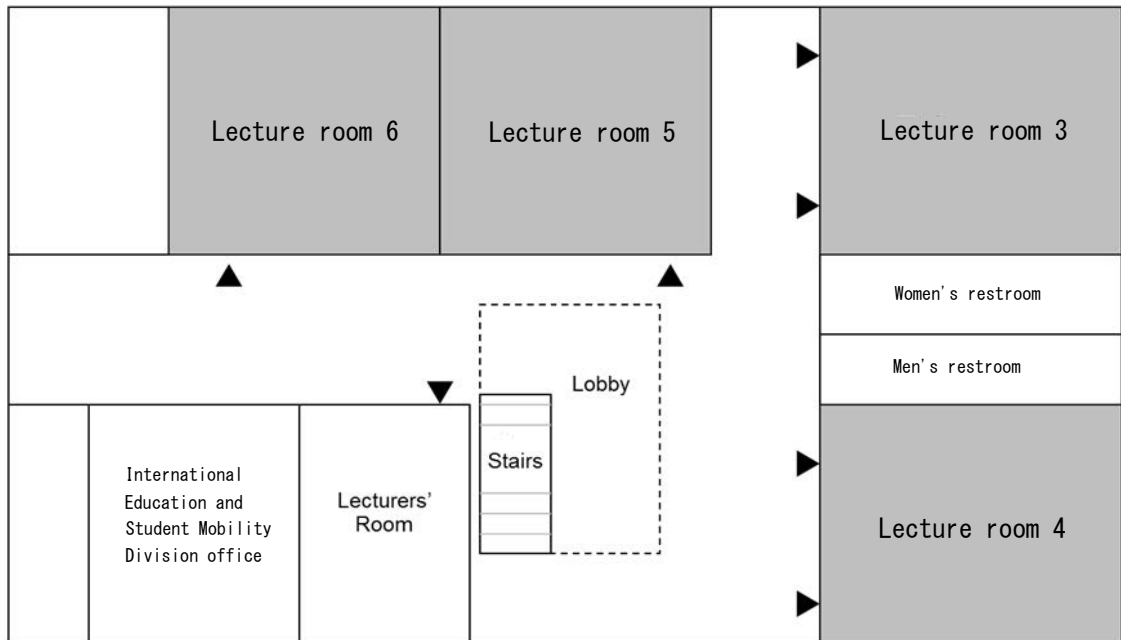 Lecture room 6
Lecture room 5
Lecture room 3
Women's restroom
Men's restroom
Lobby
Stairs
International
Education and
Student Mobility
Division office
Lecturers’
Room
Lecture room 4